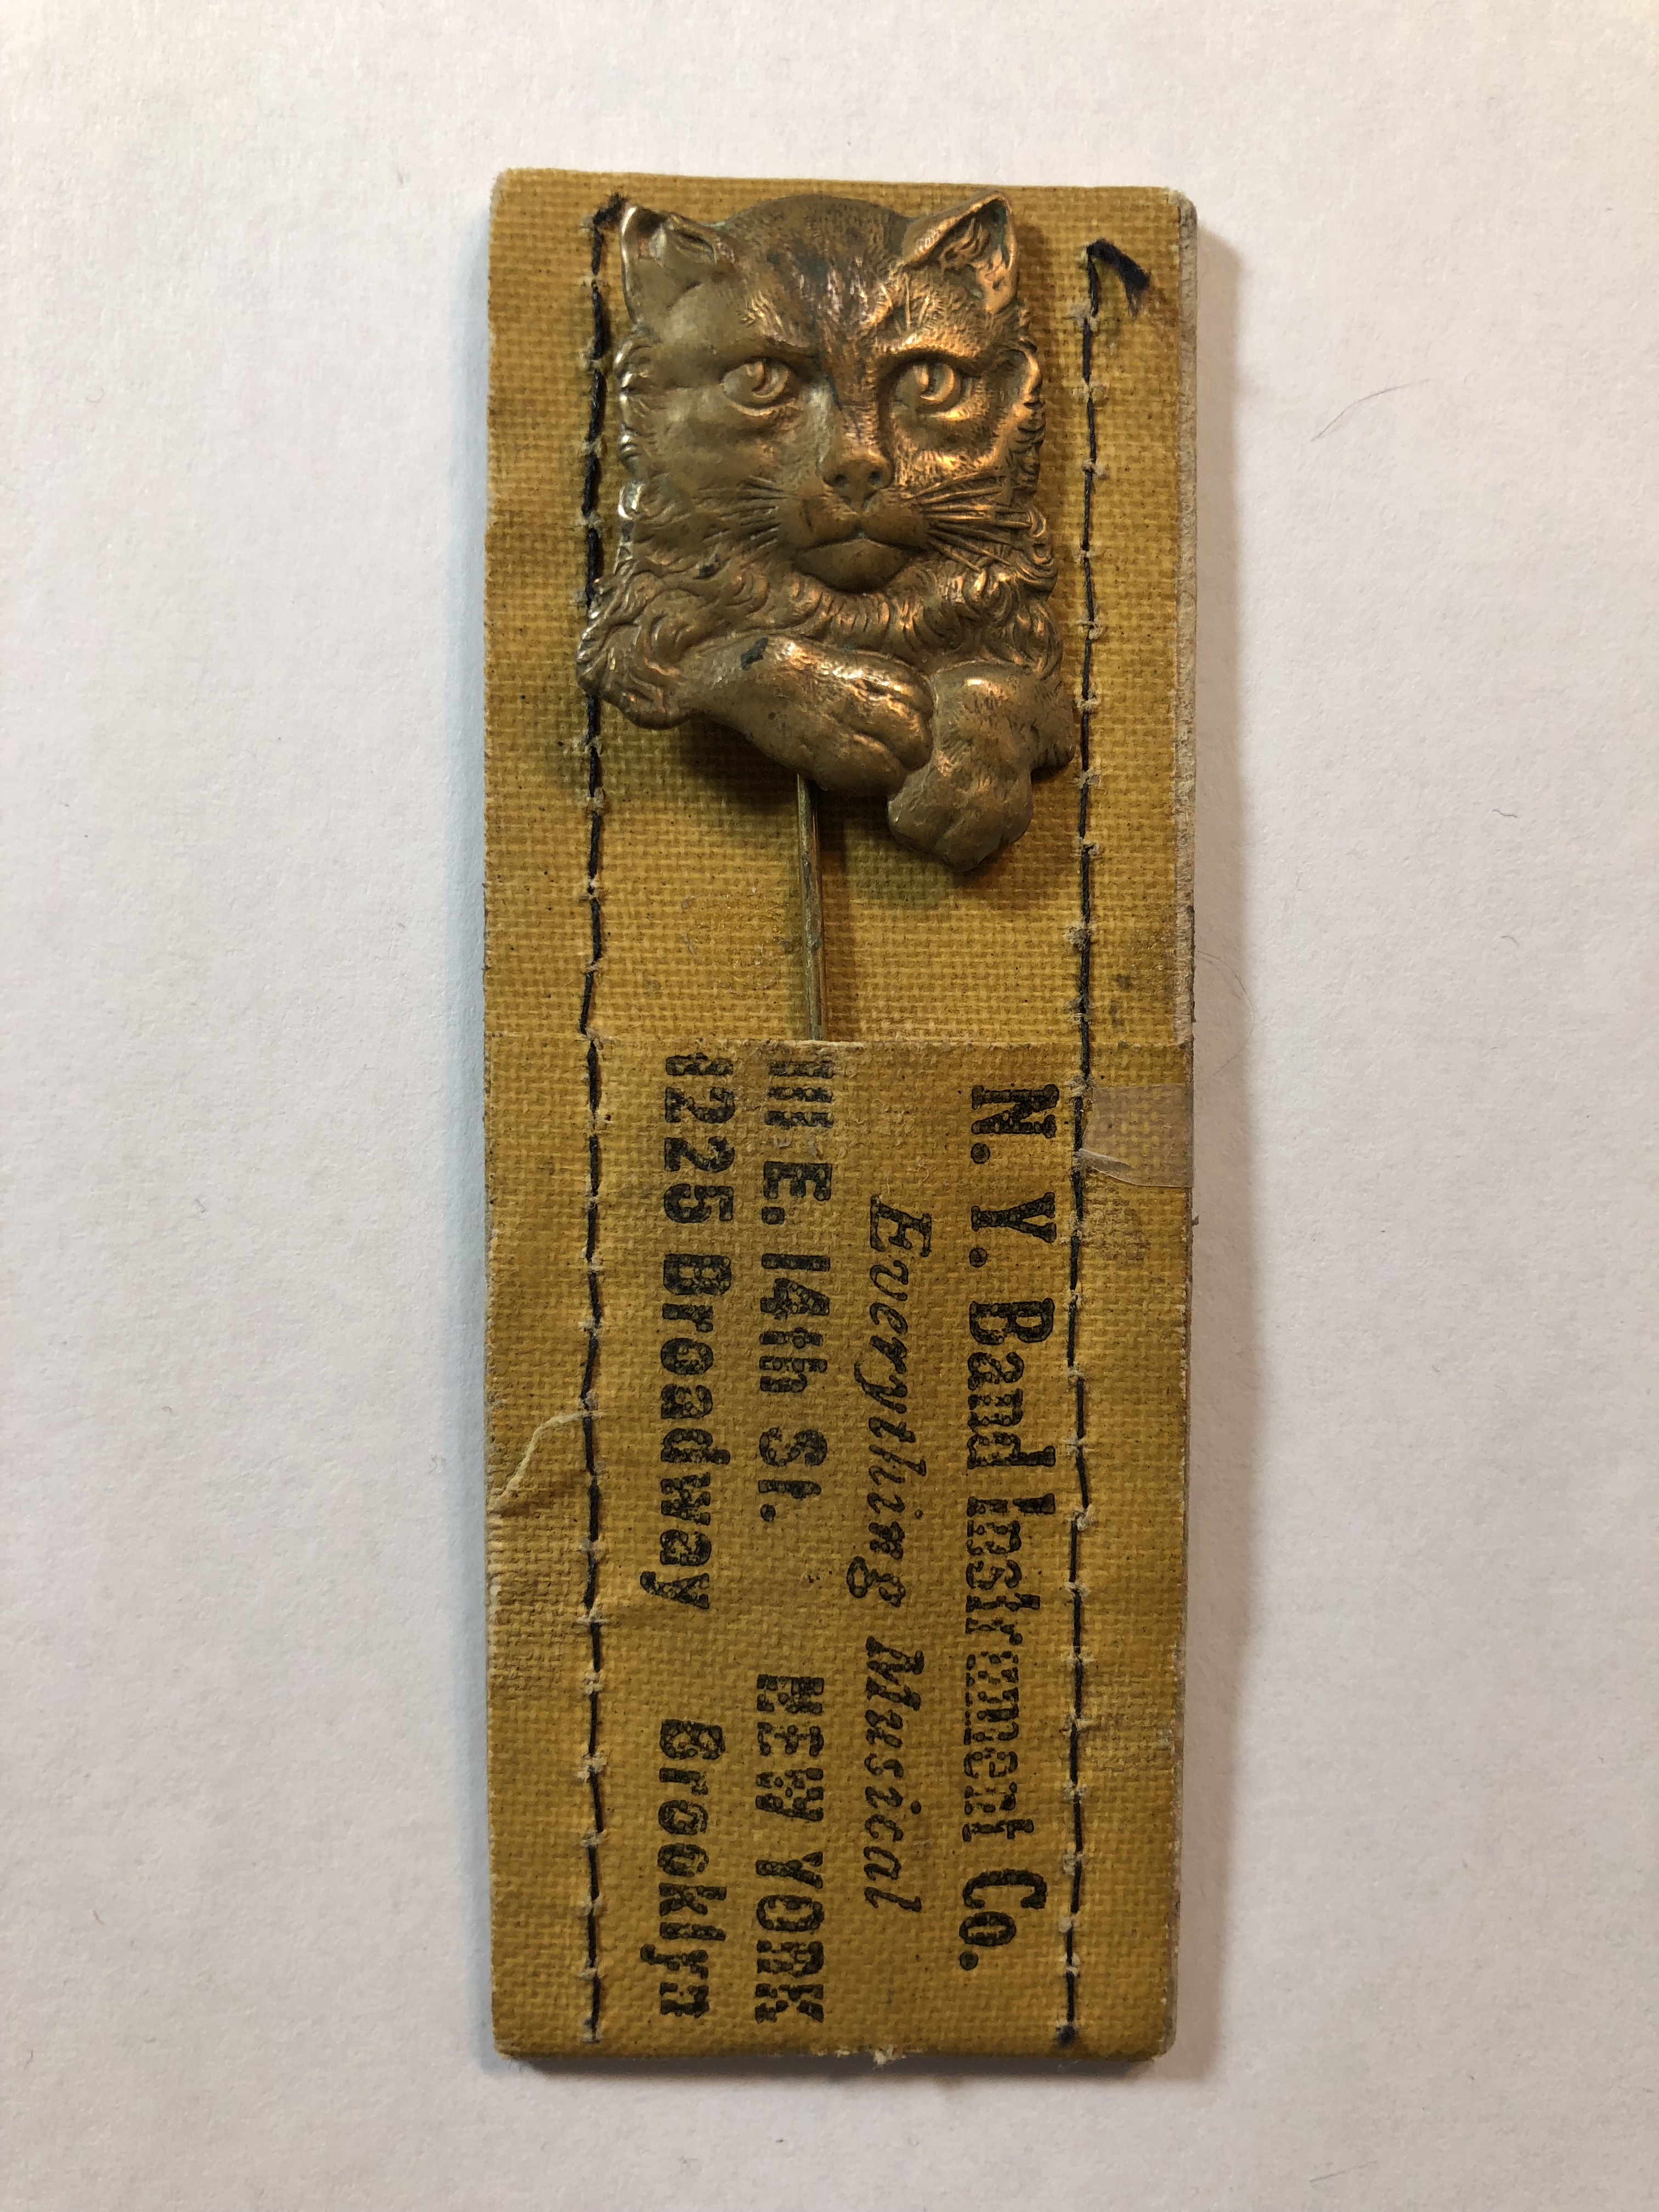 N. Y. Band Instrument Co.
Everything Musical
111 E. 14th St. NEW YORK
1225 Broadway Brooklyn